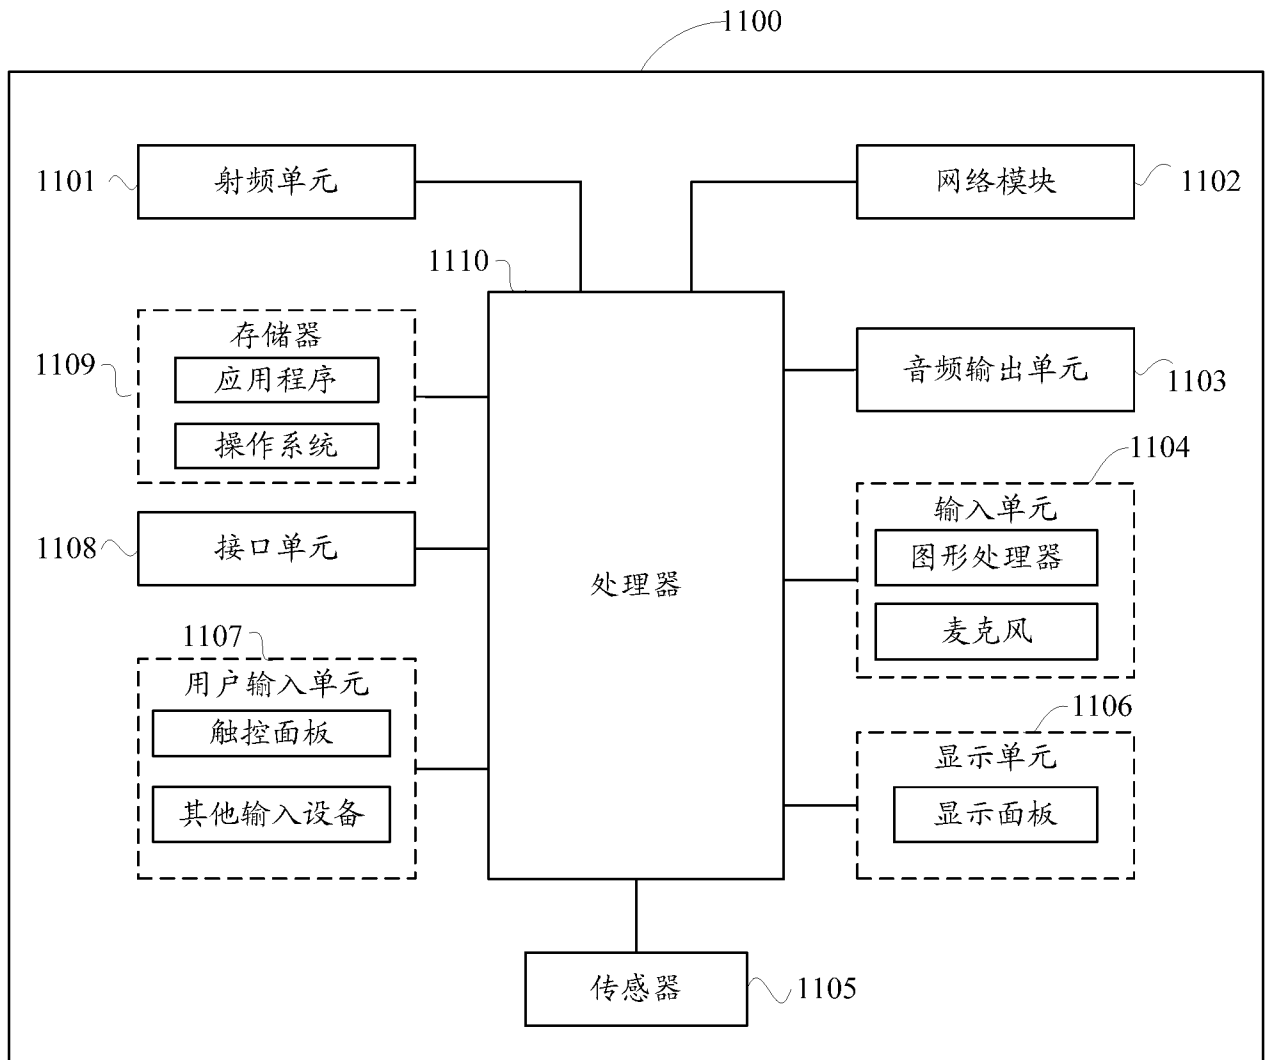 1100
1101
射频单元
网络模块
1102
1110
1109
存储器
应用程序
操作系统
音频输出单元
1103
1104
输入单元
图形处理器
麦克风
1108
接口单元
处理器
1107
用户输入单元
触控面板
其他输入设备
1106
显示单元
显示面板
传感器
1105